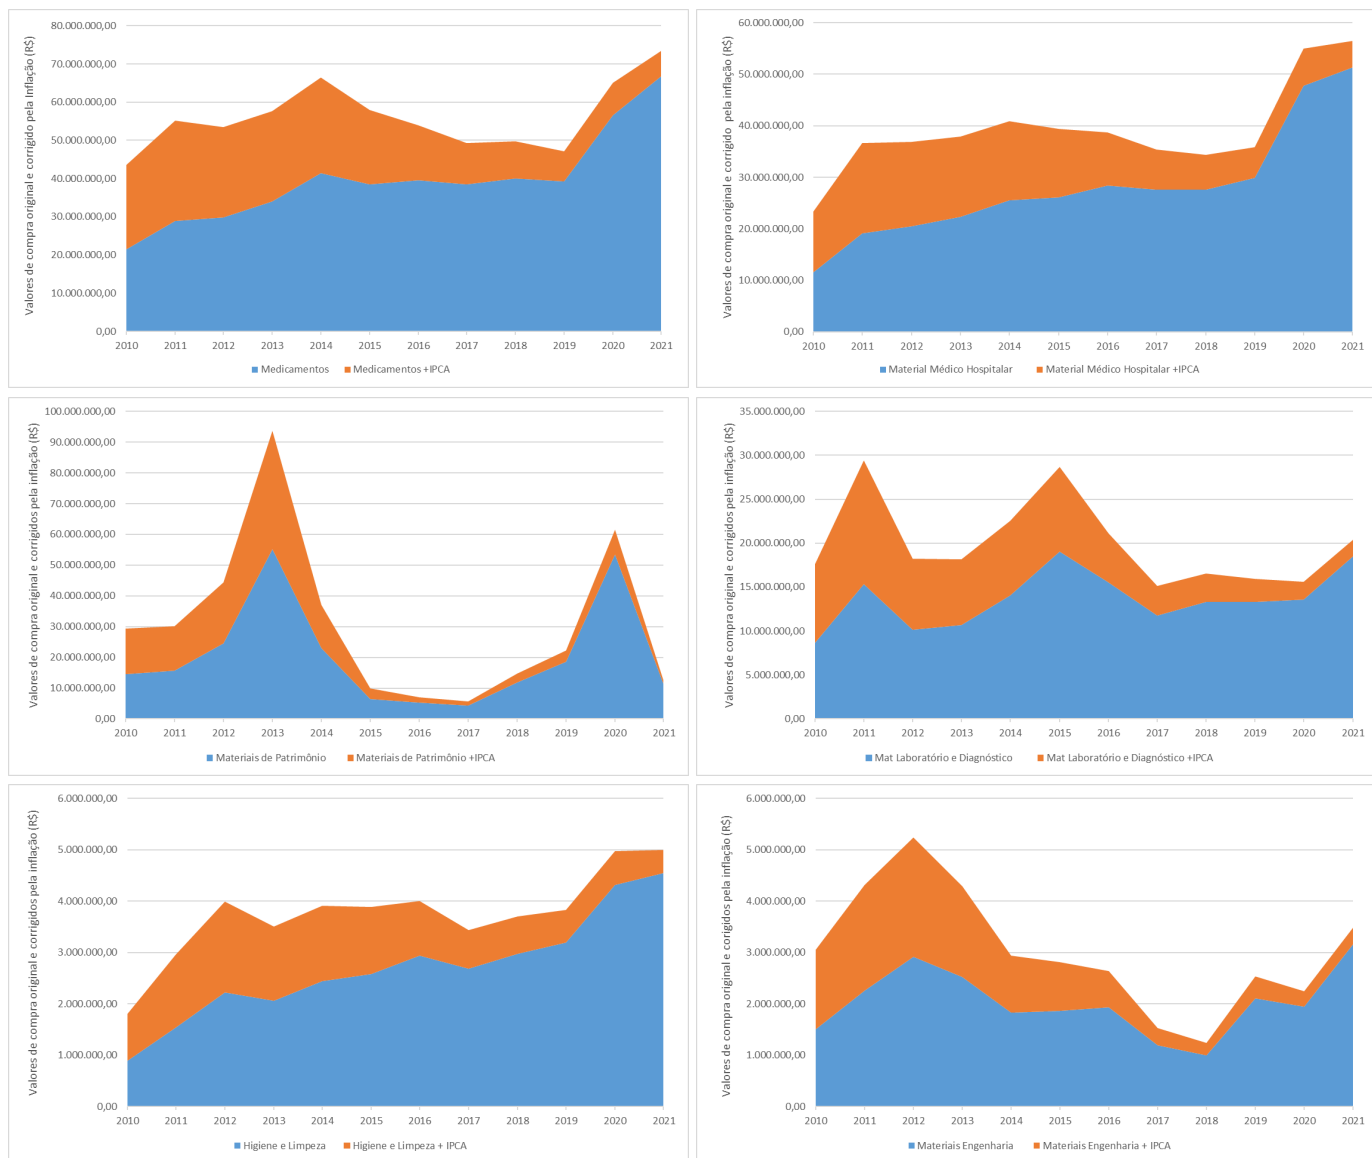 Valores de compra original e corrigido pela Inflação (R$)
80.000.000,00
70.000.000,00
60.000.000,00
50.000.000,00
40.000.000,00
30.000.000,00
20.000.000,00
10.000.000,00
0,00
2010 2011 2012 2013 2014 2015 2016 2017 2018 2019 2020 2021
Medicamentos Medicamentos +IPCA
Valores de compra original e corrigido pela inflação (R$)
60.000.000,00
50.000.000,00
40.000.000,00
30.000.000,00
20.000.000,00
10.000.000,00
0,00
2010 2011 2012 2013 2014 2015 2016 2017 2018 2019 2020 2021
Material Médico Hospitalar Material Médico Hospitalar +IPCA
Valores de compra original e corrigidos pela inflação (R$)
100.000.000,00
90.000.000,00
80.000.000,00
70.000.000,00
60.000.000,00
50.000.000,00
40.000.000,00
30.000.000,00
20.000.000,00
10.000.000,00
0,00
2010 2011 2012 2013 2014 2015 2016 2017 2018 2019 2020 2021
Materiais de Patrimônio Materiais de Patrimônio +IPCA
Valores de compra original e corrigidos pela inflação (R$)
35.000.000,00
30.000.000,00
25.000.000,00
20.000.000,00
15.000.000,00
10.000.000,00
5.000.000,00
0,00
2010 2011 2012 2013 2014 2015 2016 2017 2018 2019 2020 2021
Mat Laboratório e Diagnóstico Mat Laboratório e Diagnóstico +IPCA
Valores de compra original e corrigidos pela inflação (R$)
6.000.000,00
5.000.000,00
4.000.000,00
3.000.000,00
2.000.000,00
1.000.000,00
0,00
2010 2011 2012 2013 2014 2015 2016 2017 2018 2019 2020 2021
Higiene e Limpeza Higiene e Limpeza + IPCA
Valores de compra original e corrigidos pela inflação (R$)
6.000.000,00
5.000.000,00
4.000.000,00
3.000.000,00
2.000.000,00
1.000.000,00
0,00
2010 2011 2012 2013 2014 2015 2016 2017 2018 2019 2020 2021
Materiais Engenharia Materiais Engenharia + IPCA